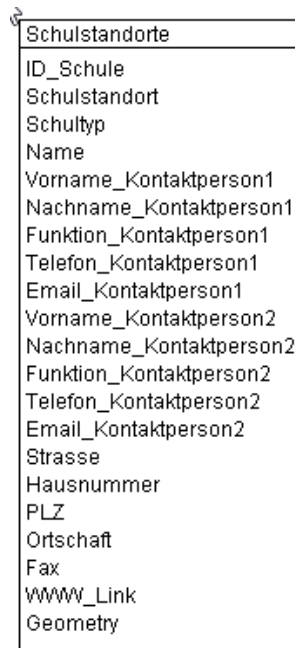 Schulstandorte
ID_Schule
Schulstandort
Schultyp
Name
Vorname_Kontaktperson1
Nachname_Kontaktperson1
Funktion_Kontaktperson1
Telefon_Kontaktperson1
Email_Kontaktperson1
Vorname_Kontaktperson2
Nachname_Kontaktperson2
Funktion_Kontaktperson2
Telefon_Kontaktperson2
Email_Kontaktperson2
Strasse
Hausnummer
PLZ
Ortschaft
Fax
WWW_Link
Geometry